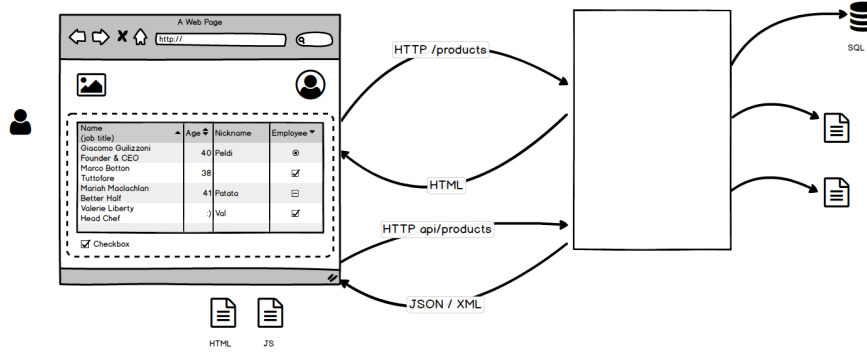 A Web Page
http://
HTTP /products
SQL
Name
(job title)
Age
Nickname
Employee
Giacomo Guilizzoni
Founder & CEO
40
Peldi
Marco Botton
Tuttofare
38
Mariah Maclachlan
Better Half
41
Patata
Valerie Liberty
Head Chef
:)
Val
Checkbox
HTML
HTTP api/products
JSON / XML
HTML
JS